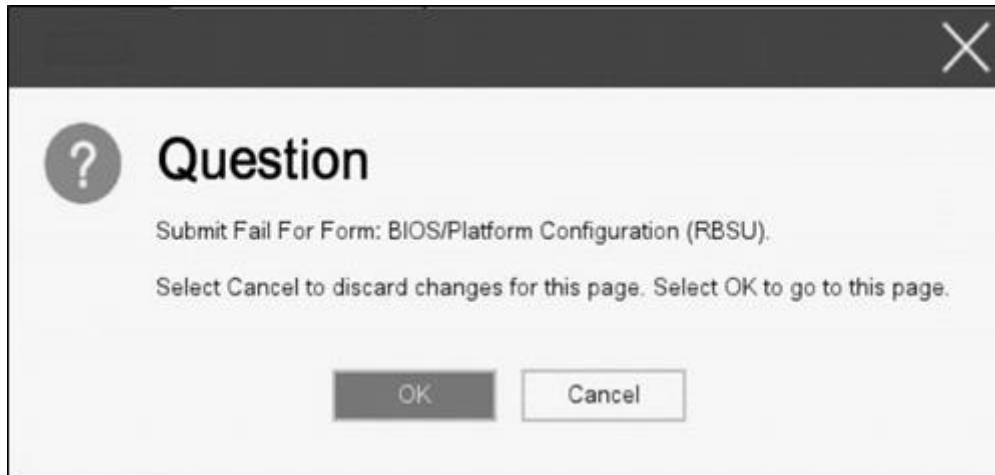 ?
Question
Submit Fail For Form: BIOS/Platform Configuration (RBSU).
Select Cancel to discard changes for this page. Select OK to go to this page.
OK
Cancel